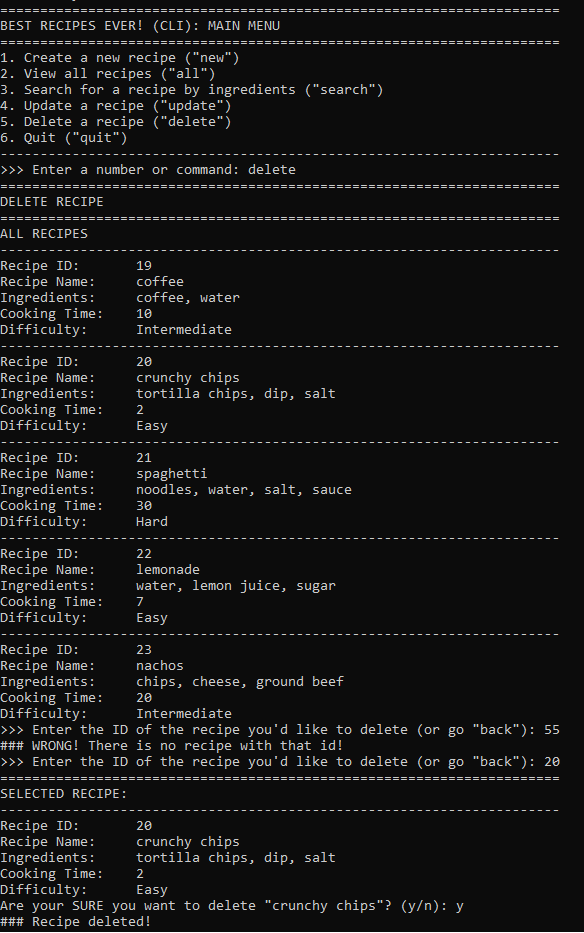 ======================================================================
BEST RECIPES EVER! (CLI): MAIN MENU
======================================================================
1. Create a new recipe ("new")
2. View all recipes ("all")
3. Search for a recipe by ingredients ("search")
4. Update a recipe ("update")
5. Delete a recipe ("delete")
6. Quit ("quit")
----------------------------------------------------------------------
>>> Enter a number or command: delete
======================================================================
DELETE RECIPE
======================================================================
ALL RECIPES
----------------------------------------------------------------------
Recipe ID:       19
Recipe Name:     coffee
Ingredients:     coffee, water
Cooking Time:    10
Difficulty:      Intermediate
----------------------------------------------------------------------
Recipe ID:       20
Recipe Name:     crunchy chips
Ingredients:     tortilla chips, dip, salt
Cooking Time:    2
Difficulty:      Easy
----------------------------------------------------------------------
Recipe ID:       21
Recipe Name:     spaghetti
Ingredients:     noodles, water, salt, sauce
Cooking Time:    30
Difficulty:      Hard
----------------------------------------------------------------------
Recipe ID:       22
Recipe Name:     lemonade
Ingredients:     water, lemon juice, sugar
Cooking Time:    7
Difficulty:      Easy
----------------------------------------------------------------------
Recipe ID:       23
Recipe Name:     nachos
Ingredients:     chips, cheese, ground beef
Cooking Time:    20
Difficulty:      Intermediate
>>> Enter the ID of the recipe you'd like to delete (or go "back"): 55
### WRONG! There is no recipe with that id!
>>> Enter the ID of the recipe you'd like to delete (or go "back"): 20
======================================================================
SELECTED RECIPE:
----------------------------------------------------------------------
Recipe ID:       20
Recipe Name:     crunchy chips
Ingredients:     tortilla chips, dip, salt
Cooking Time:    2
Difficulty:      Easy
Are your SURE you want to delete "crunchy chips"? (y/n): y
### Recipe deleted!